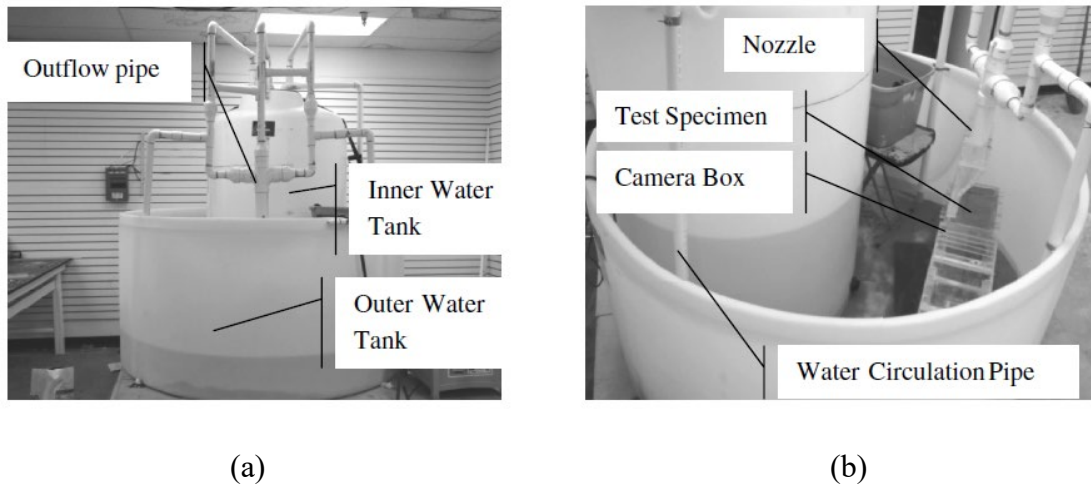 Outflow pipe
Inner Water
Tank
Outer Water
Tank
(a)
Nozzle
Test Specimen
Camera Box
Water Circulation Pipe
(b)